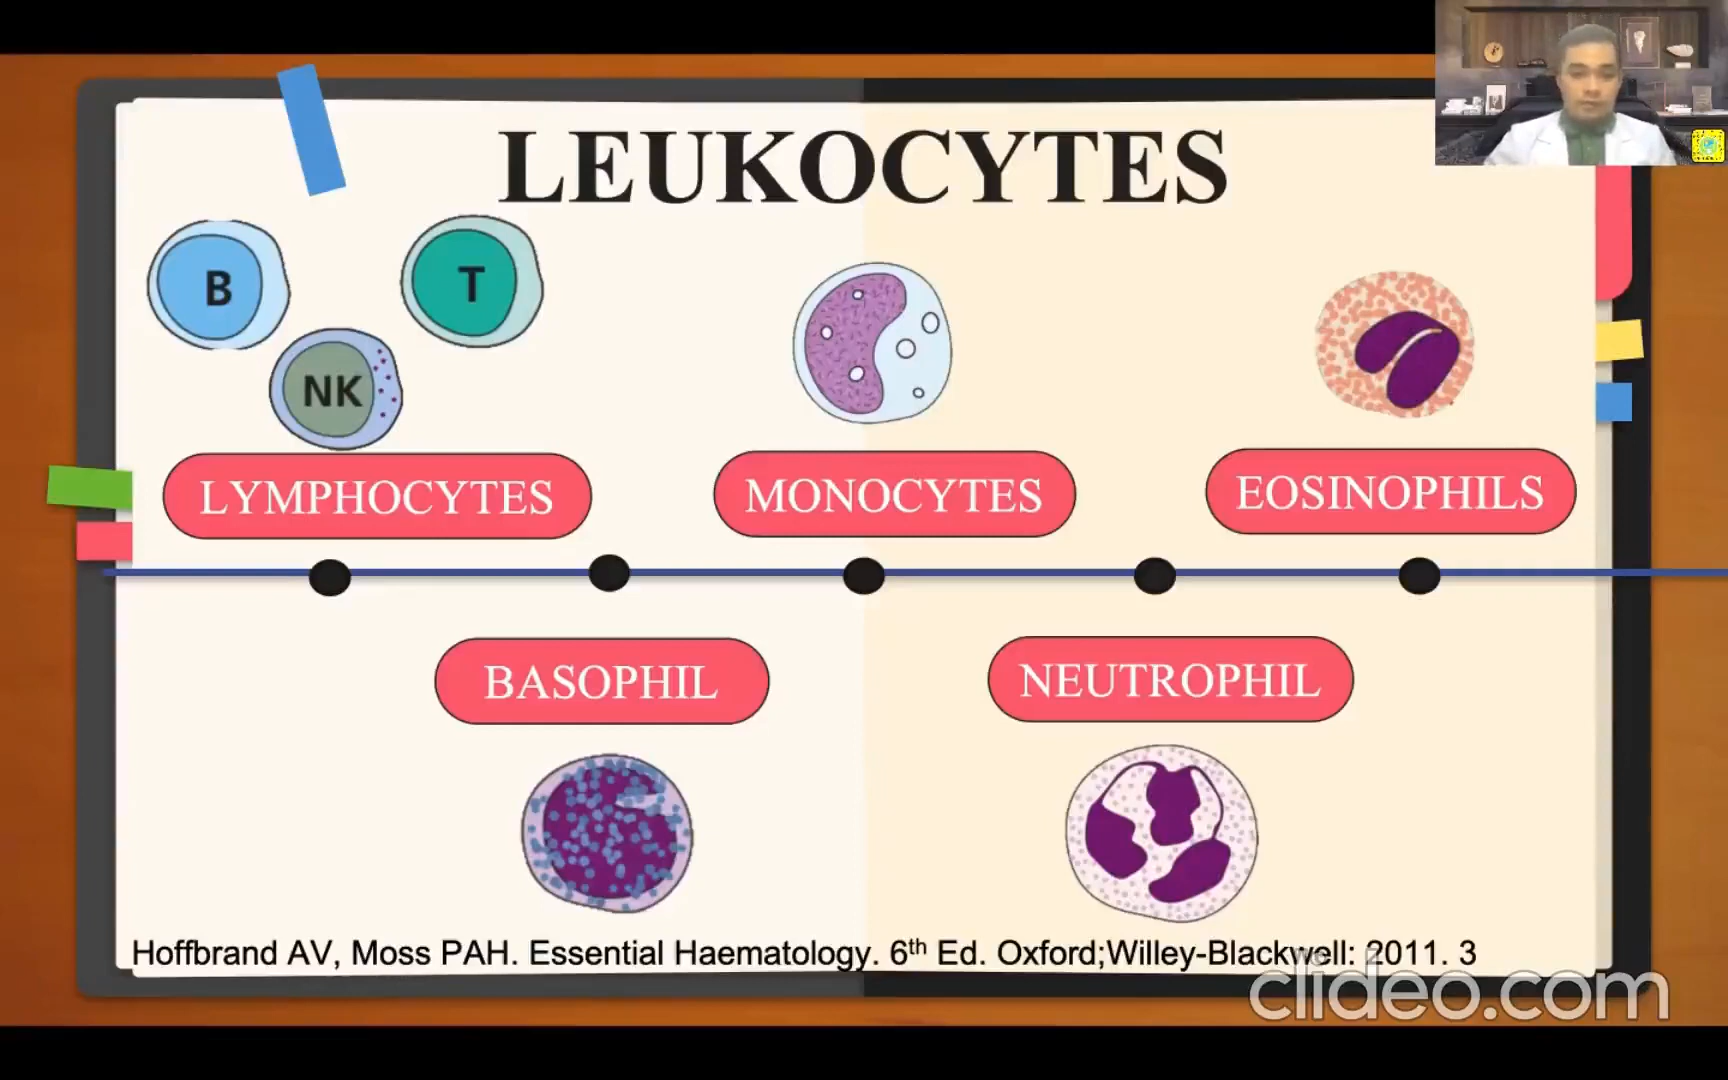 LEUKOCYTES
B
T
NK
LYMPHOCYTES
MONOCYTES
EOSINOPHILS
BASOPHIL
NEUTROPHIL
Hoffbrand AV, Moss PAH. Essential Haematology. 6th Ed. Oxford;Willey-Blackwell: 2011. 3
clideo.com